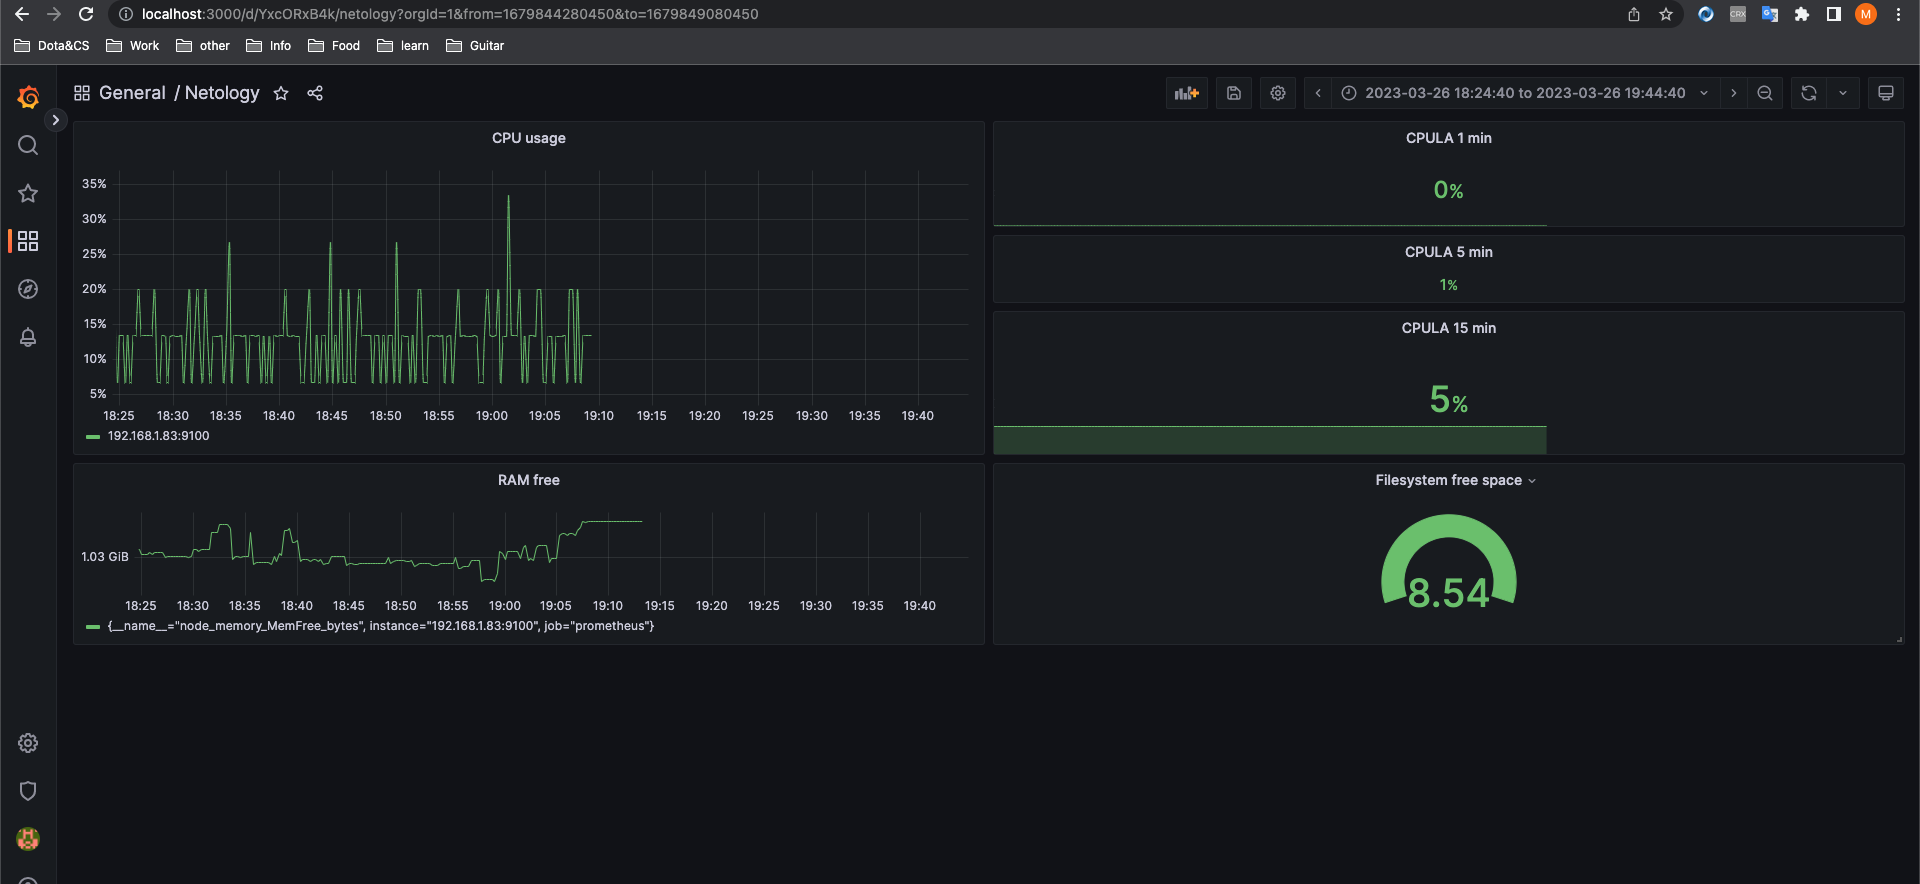 localhost:3000/d/YxcORxB4k/netology?orgId=1&from=1679844280450&to=1679849080450
CRX
G
M
Dota&CS Work other Info Food learn Guitar
General / Netology
2023-03-26 18:24:40 to 2023-03-26 19:44:40
CPU usage
35%
30%
25%
20%
15%
10%
5%
18:25 18:30 18:35 18:40 18:45 18:50 18:55 19:00 19:05 19:10 19:15 19:20 19:25 19:30 19:35 19:40
192.168.1.83:9100
CPULA 1 min
0%
CPULA 5 min
1%
CPULA 15 min
5%
RAM free
1.03 GiB
18:25 18:30 18:35 18:40 18:45 18:50 18:55 19:00 19:05 19:10 19:15 19:20 19:25 19:30 19:35 19:40
{__name__="node_memory_MemFree_bytes", instance="192.168.1.83:9100", job="prometheus"}
Filesystem free space
8.54